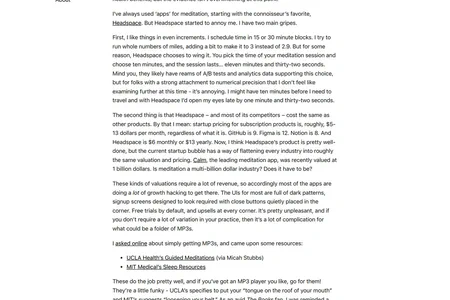 About
I've always used 'apps' for meditation, starting with the connoisseur's favorite,
Headspace. But Headspace started to annoy me. I have two main gripes.
First, I like things in even increments. I schedule time in 15 or 30 minute blocks. I try to
run whole numbers of miles, adding a bit to make it to 3 instead of 2.9. But for some
reason, Headspace chooses to wing it. You pick the time of your meditation session and
choose ten minutes, and the session lasts... eleven minutes and thirty-two seconds.
Mind you, they likely have reams of A/B tests and analytics data supporting this choice,
but for folks with a strong attachment to numerical precision that I don't feel like
examining further at this time - it's annoying. I might have ten minutes before I need to
travel and with Headspace I'd open my eyes late by one minute and thirty-two seconds.
The second thing is that Headspace – and most of its competitors – cost the same as
other products. By that I mean: startup pricing for subscription products is, roughly, $5-
13 dollars per month, regardless of what it is. GitHub is 9. Figma is 12. Notion is 8. And
Headspace is $6 monthly or $13 yearly. Now, I think Headspace's product is pretty well-
done, but the current startup bubble has a way of flattening every industry into roughly
the same valuation and pricing. Calm, the leading meditation app, was recently valued at
1 billion dollars. Is meditation a multi-billion dollar industry? Does it have to be?
These kinds of valuations require a lot of revenue, so accordingly most of the apps are
doing a lot of growth hacking to get there. The UIs for most are full of dark patterns,
signup screens designed to look required with close buttons quietly placed in the
corner. Free trials by default, and upsells at every corner. It's pretty unpleasant, and if
you don't require a lot of variation in your practice, then it's a lot of complication for
what could be a folder of MP3s.
I asked online about simply getting MP3s, and came upon some resources:
• UCLA Health's Guided Meditations (via Micah Stubbs)
• MIT Medical's Sleep Resources
These do the job pretty well, and if you've got an MP3 player you like, go for them!
They're a little funky - UCLA's specifies to put your "tongue on the roof of your mouth"